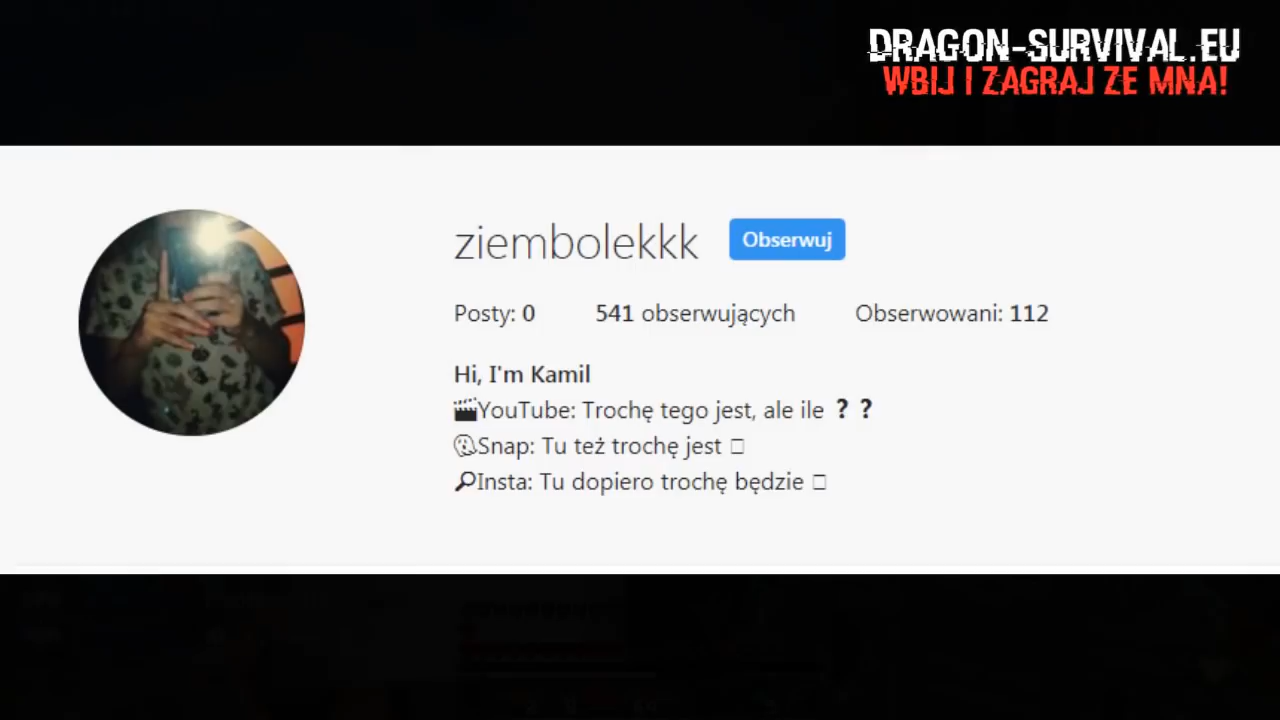 DRAGON-SURVIVAL.EU
WBIJ I ZAGRAJ ZE MNA!
ziembolekkk Obserwuj
Posty: 0 541 obserwujących Obserwowani: 112
Hi, I'm Kamil
🎬YouTube: Trochę tego jest, ale ile ❓❓
Snap: Tu też trochę jest □
🔎Insta: Tu dopiero trochę będzie □